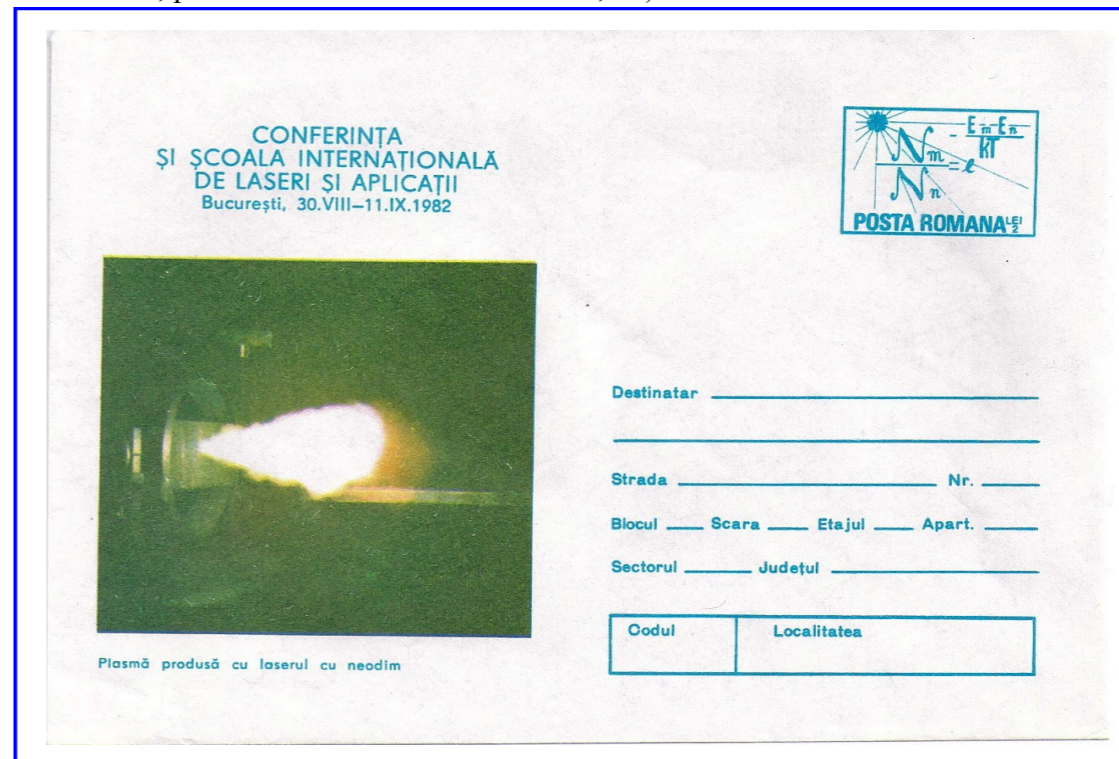 CONFERINȚA
ȘI ȘCOALA INTERNAȚIONALĂ
DE LASERI ȘI APLICAȚII
București, 30.VIII–11.IX.1982
N m / N n = e - E m - E n / KT
POSTA ROMANA LEI 2
Destinatar
Strada Nr.
Blocul Scara Etajul Apart.
Sectorul Județul
Codul Localitatea
Plasmă produsă cu laserul cu neodim